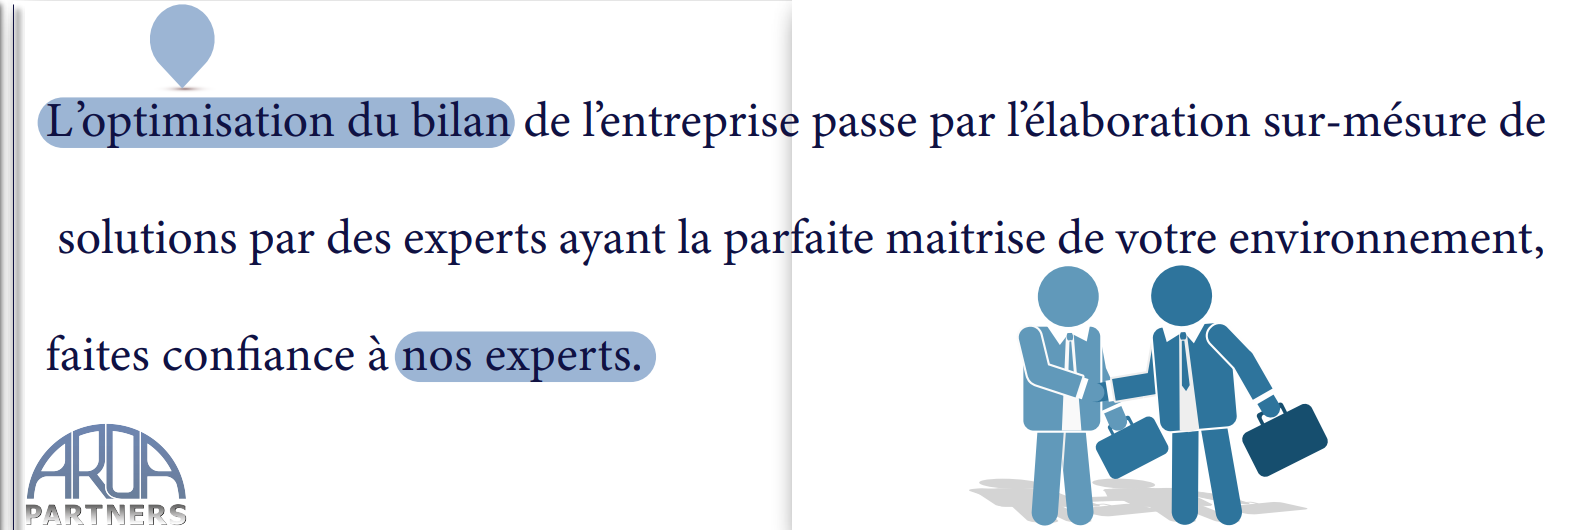 L’optimisation du bilan de l’entreprise passe par l’élaboration sur-mésure de
solutions par des experts ayant la parfaite maitrise de votre environnement,
faites confiance à nos experts.
AROA
PARTNERS